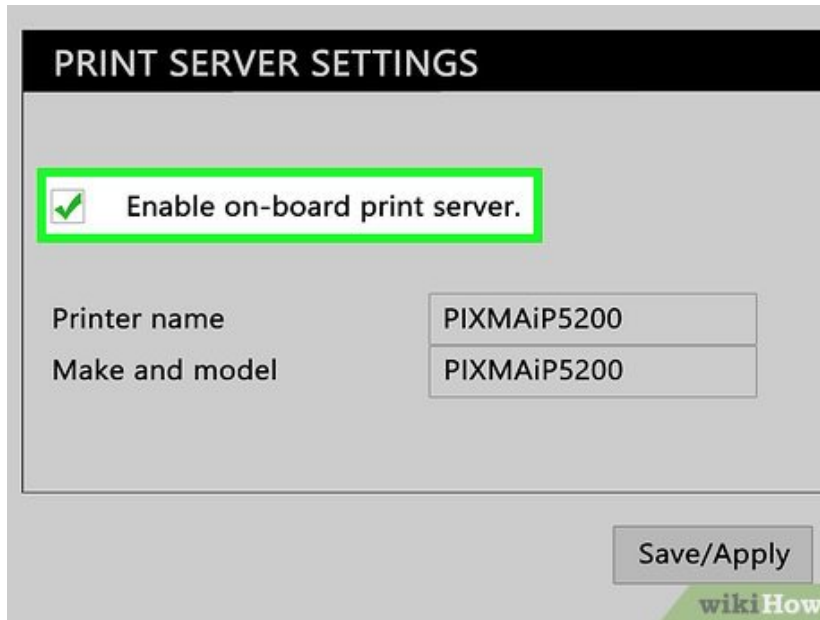 PRINT SERVER SETTINGS
Enable on-board print server.
Printer name PIXMAiP5200
Make and model PIXMAiP5200
Save/Apply
wikiHow